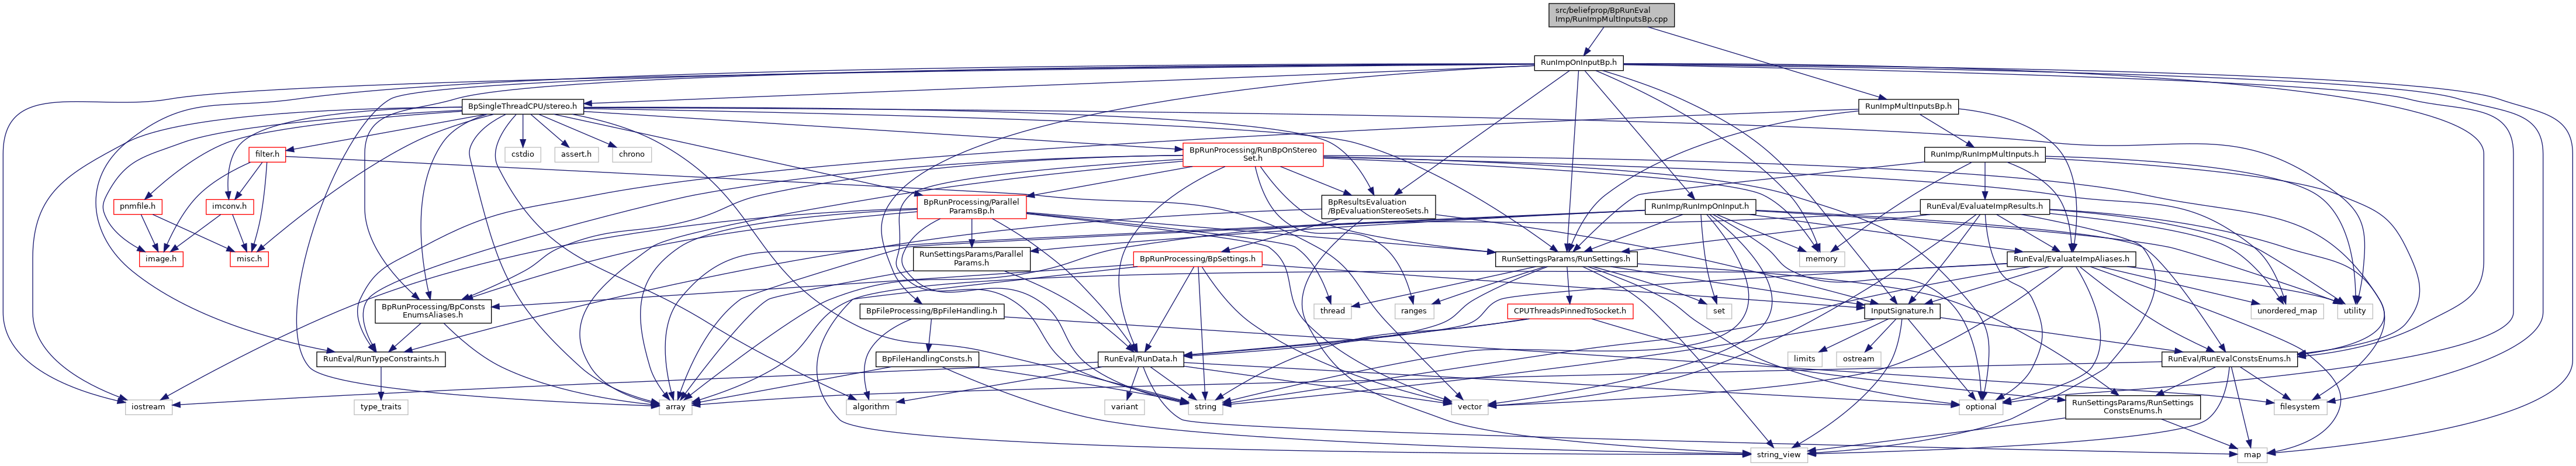 src/beliefprop/BpRunEval
Imp/RunImpMultInputsBp.cpp
RunImpOnInputBp.h
BpSingleThreadCPU/stereo.h
RunImpMultInputsBp.h
filter.h
cstdio
assert.h
chrono
BpRunProcessing/RunBpOnStereo
Set.h
RunImp/RunImpMultInputs.h
pnmfile.h
imconv.h
BpRunProcessing/Parallel
ParamsBp.h
BpResultsEvaluation
/BpEvaluationStereoSets.h
RunImp/RunImpOnInput.h
RunEval/EvaluateImpResults.h
image.h
misc.h
RunSettingsParams/Parallel
Params.h
BpRunProcessing/BpSettings.h
RunSettingsParams/RunSettings.h
memory
RunEval/EvaluateImpAliases.h
BpRunProcessing/BpConsts
EnumsAliases.h
BpFileProcessing/BpFileHandling.h
thread
ranges
CPUThreadsPinnedToSocket.h
set
InputSignature.h
unordered_map
utility
RunEval/RunTypeConstraints.h
BpFileHandlingConsts.h
RunEval/RunData.h
limits
ostream
RunEval/RunEvalConstsEnums.h
iostream
type_traits
array
algorithm
variant
string
vector
optional
RunSettingsParams/RunSettings
ConstsEnums.h
filesystem
string_view
map